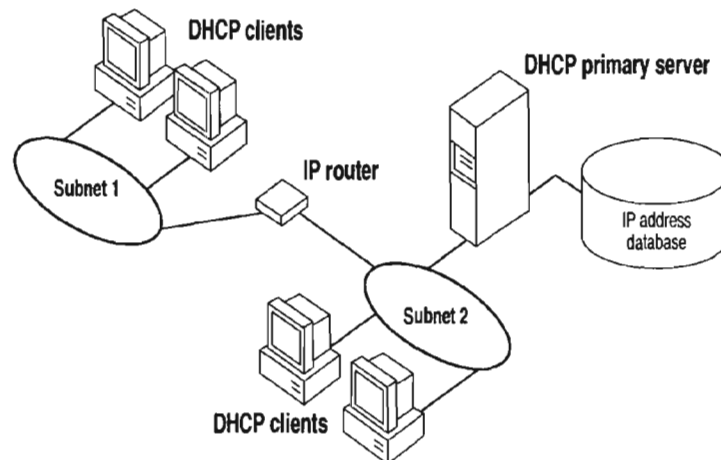 DHCP clients
DHCP primary server
Subnet 1
IP router
IP address
database
Subnet 2
DHCP clients